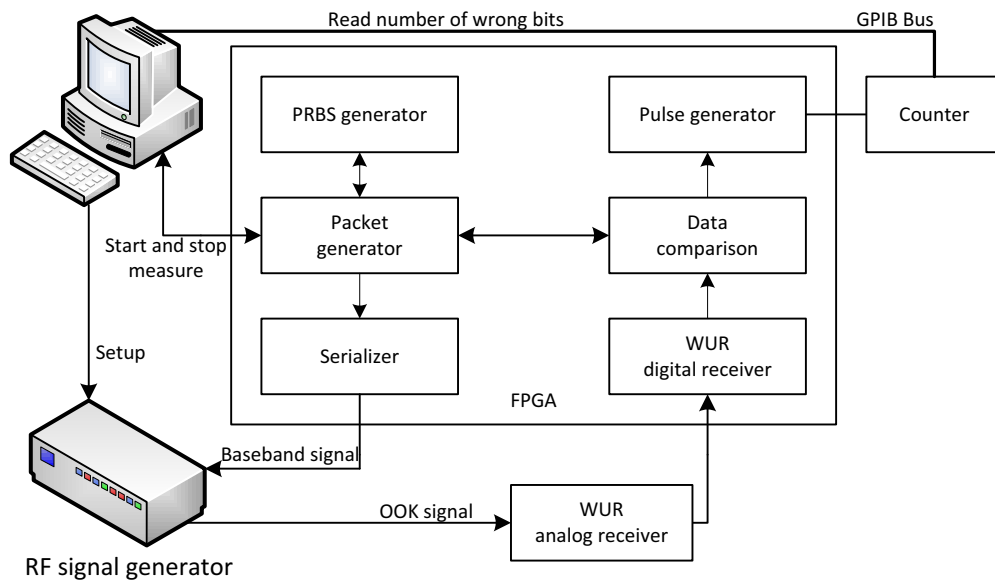 Read number of wrong bits
GPIB Bus
PRBS generator
Pulse generator
Counter
Start and stop
measure
Packet
generator
Data
comparison
Setup
Serializer
WUR
digital receiver
FPGA
Baseband signal
OOK signal
WUR
analog receiver
RF signal generator